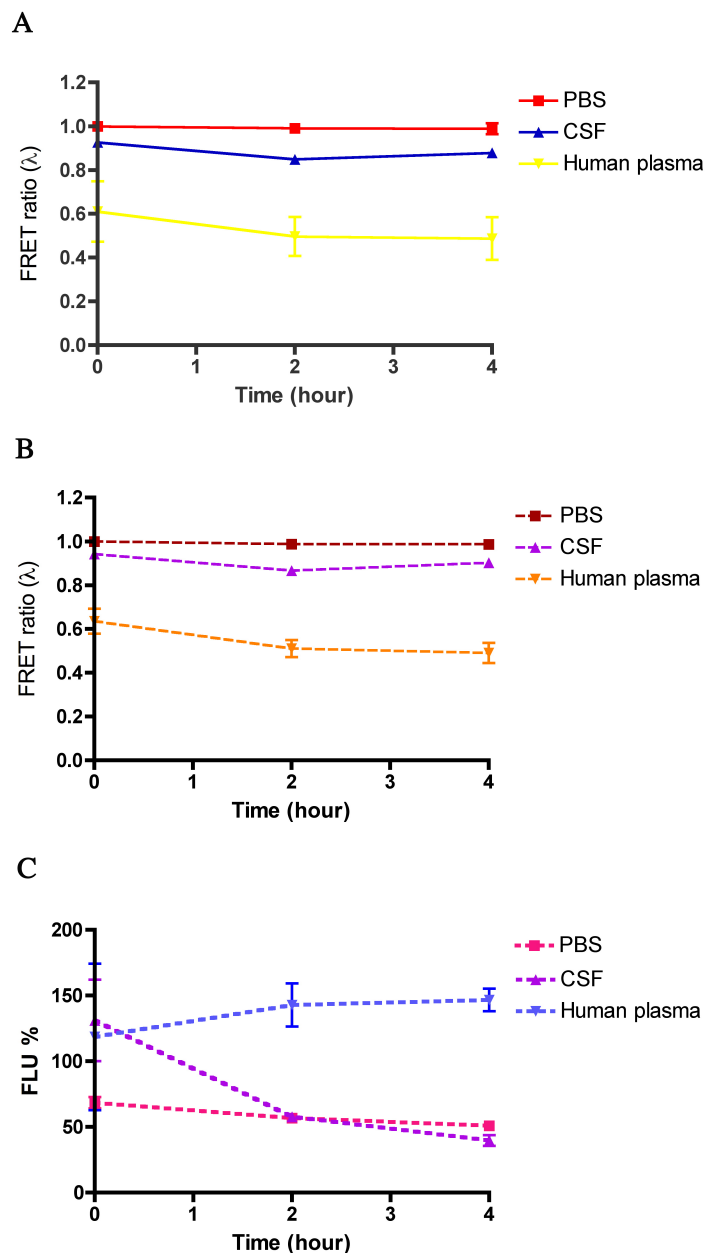 A
1.2
1.0
0.8
0.6
0.4
0.2
0.0
FRET ratio (λ)
0 1 2 3 4
Time (hour)
PBS
CSF
Human plasma
B
1.2
1.0
0.8
0.6
0.4
0.2
0.0
FRET ratio (λ)
0 1 2 3 4
Time (hour)
PBS
CSF
Human plasma
C
200
150
100
50
0
FLU %
0 2 4
Time (hour)
PBS
CSF
Human plasma